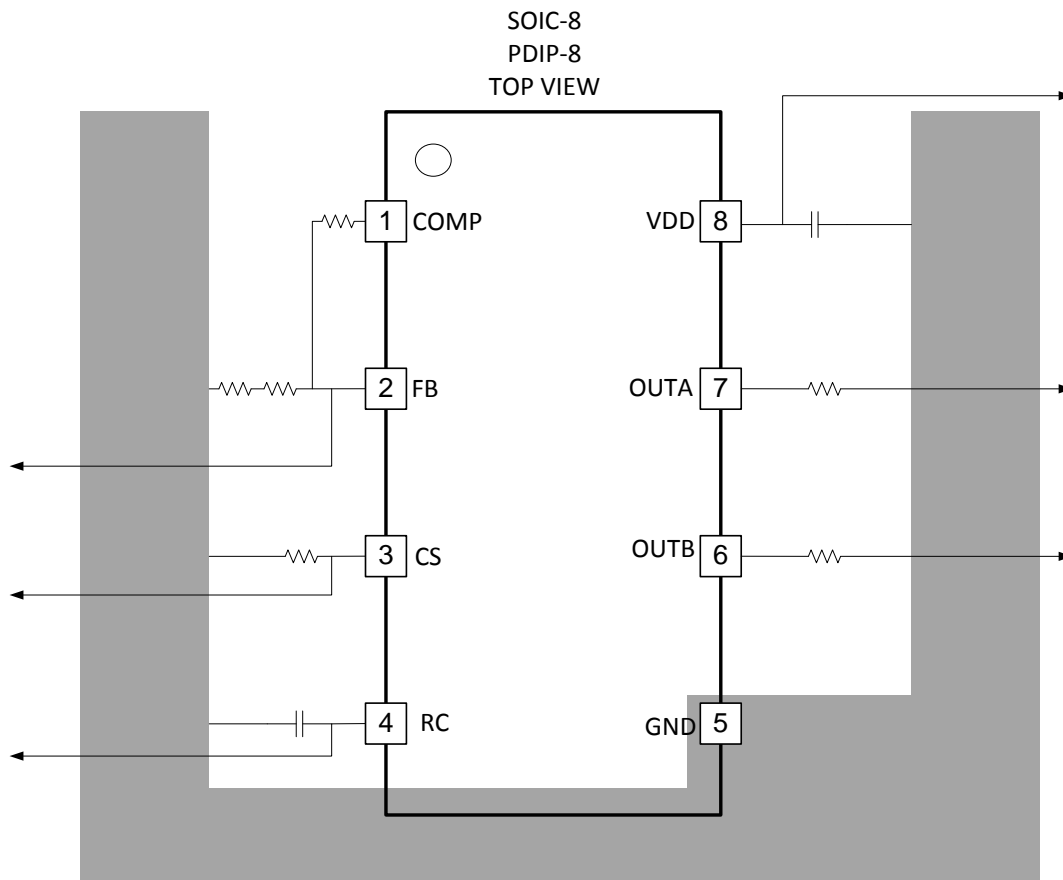 SOIC-8
PDIP-8
TOP VIEW
1 COMP
VDD 8
2 FB
OUTA 7
3 CS
OUTB 6
4 RC
GND 5